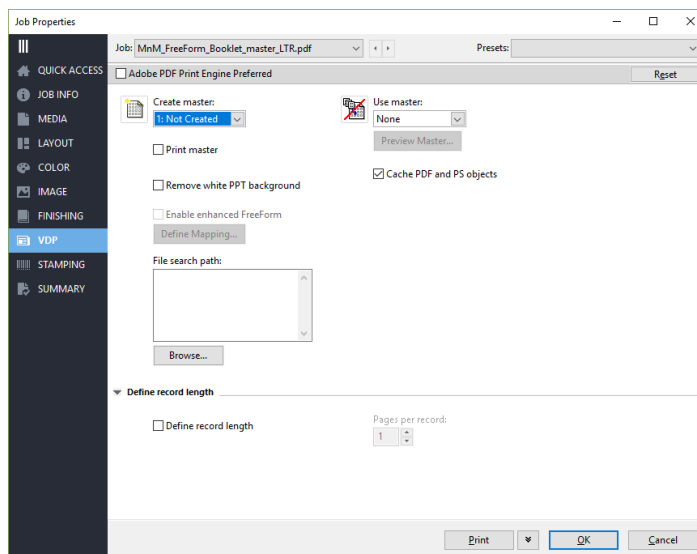 Job Properties
Job: MnM_FreeForm_Booklet_master_LTR.pdf
Presets:
QUICK ACCESS
JOB INFO
MEDIA
LAYOUT
COLOR
IMAGE
FINISHING
VDP
STAMPING
SUMMARY
Adobe PDF Print Engine Preferred
Reset
Create master:
1: Not Created
Print master
Remove white PPT background
Enable enhanced FreeForm
Define Mapping...
File search path:
Browse...
Use master:
None
Preview Master...
Cache PDF and PS objects
Define record length
Define record length
Pages per record:
1
Print
OK
Cancel